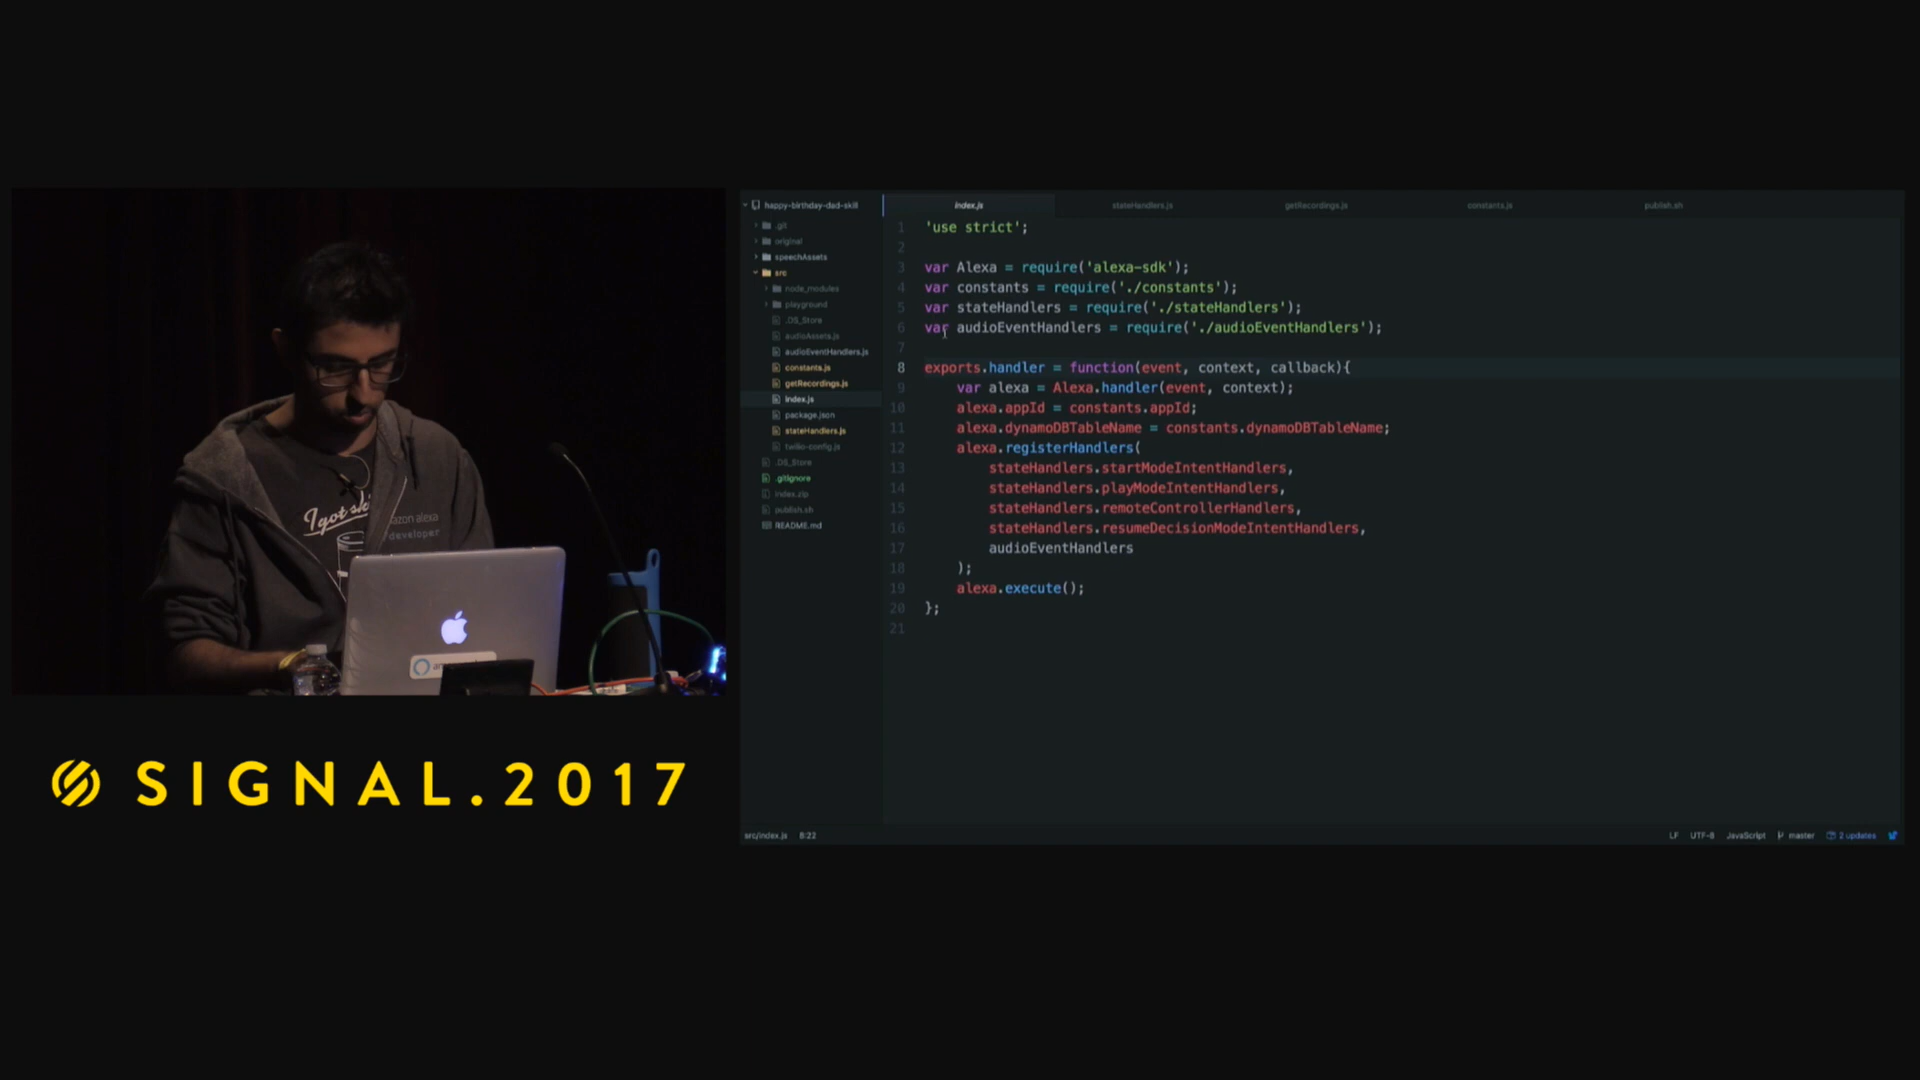 I got ski
azon alexa
developer
SIGNAL.2017
happy-birthday-dad-skill
.git
original
speechAssets
src
node_modules
playground
.DS_Store
audioAssets.js
audioEventHandlers.js
constants.js
getRecordings.js
index.js
package.json
stateHandlers.js
twilio-config.js
.DS_Store
.gitignore
index.zip
publish.sh
README.md
index.js stateHandlers.js getRecordings.js constants.js publish.sh
1 'use strict';
2
3 var Alexa = require('alexa-sdk');
4 var constants = require('./constants');
5 var stateHandlers = require('./stateHandlers');
6 var audioEventHandlers = require('./audioEventHandlers');
7
8 exports.handler = function(event, context, callback){
9 var alexa = Alexa.handler(event, context);
10 alexa.appId = constants.appId;
11 alexa.dynamoDBTableName = constants.dynamoDBTableName;
12 alexa.registerHandlers(
13 stateHandlers.startModeIntentHandlers,
14 stateHandlers.playModeIntentHandlers,
15 stateHandlers.remoteControllerHandlers,
16 stateHandlers.resumeDecisionModeIntentHandlers,
17 audioEventHandlers
18 );
19 alexa.execute();
20 };
21
src/index.js 8:22 LF UTF-8 JavaScript master 2 updates